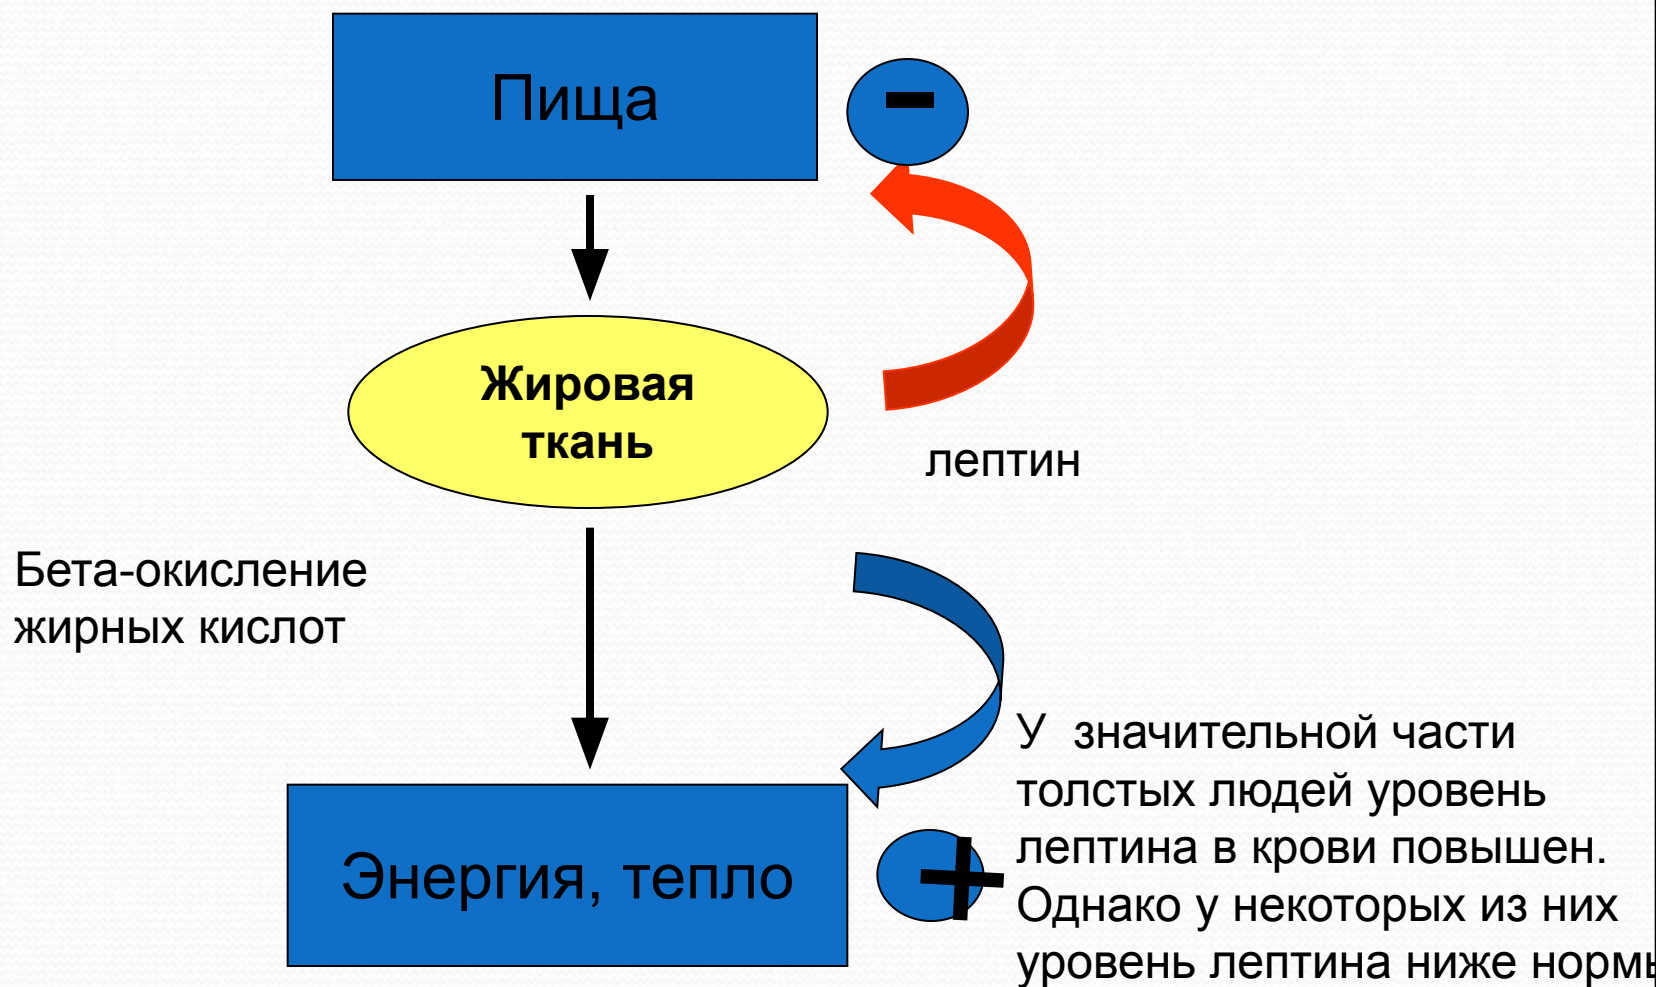 Пища
Жировая
ткань
лептин
Бета-окисление
жирных кислот
У значительной части
толстых людей уровень
лептина в крови повышен.
Энергия, тепло
Однако у некоторых из них
уровень лептина ниже нормы